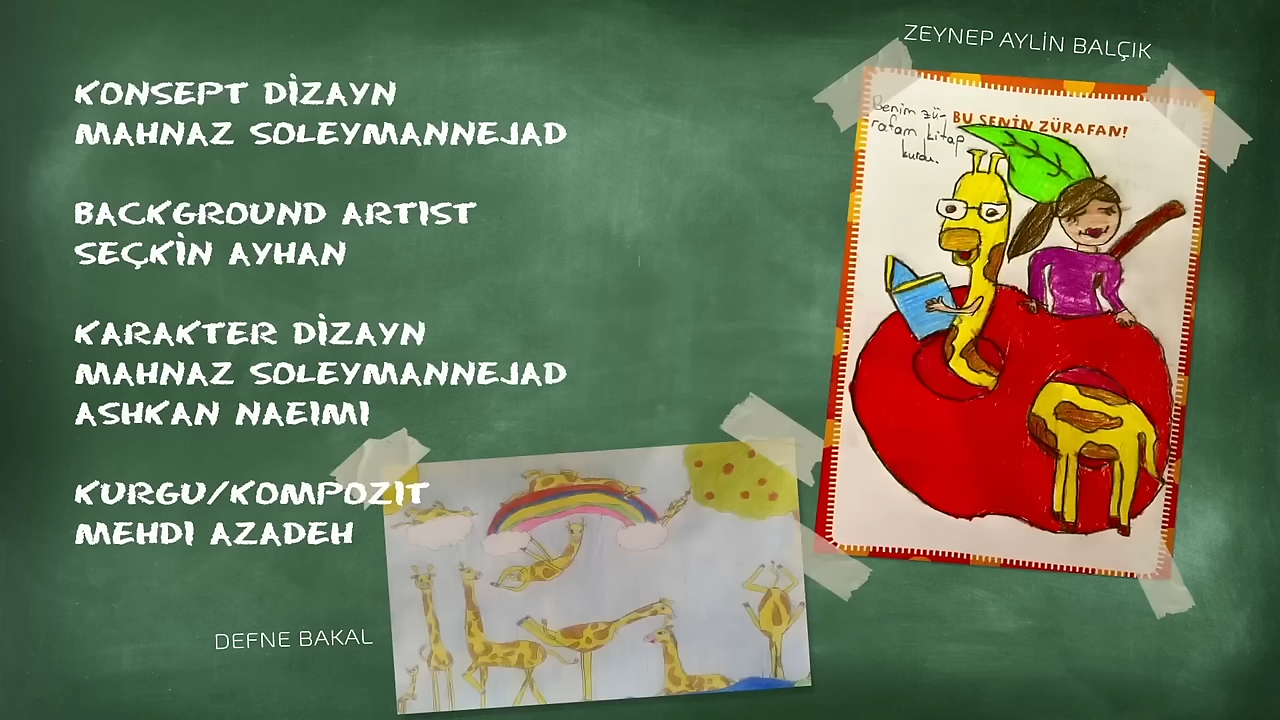 KONSEPT DİZAYN
MAHNAZ SOLEYMANNEJAD
BACKGROUND ARTIST
SEÇKİN AYHAN
KARAKTER DİZAYN
MAHNAZ SOLEYMANNEJAD
ASHKAN NAEIMI
KURGU/KOMPOZIT
MEHDI AZADEH
DEFNE BAKAL
ZEYNEP AYLİN BALÇIK
BU SENİN ZÜRAFAN!
Benim zü-
rafam kitap
kurdu.